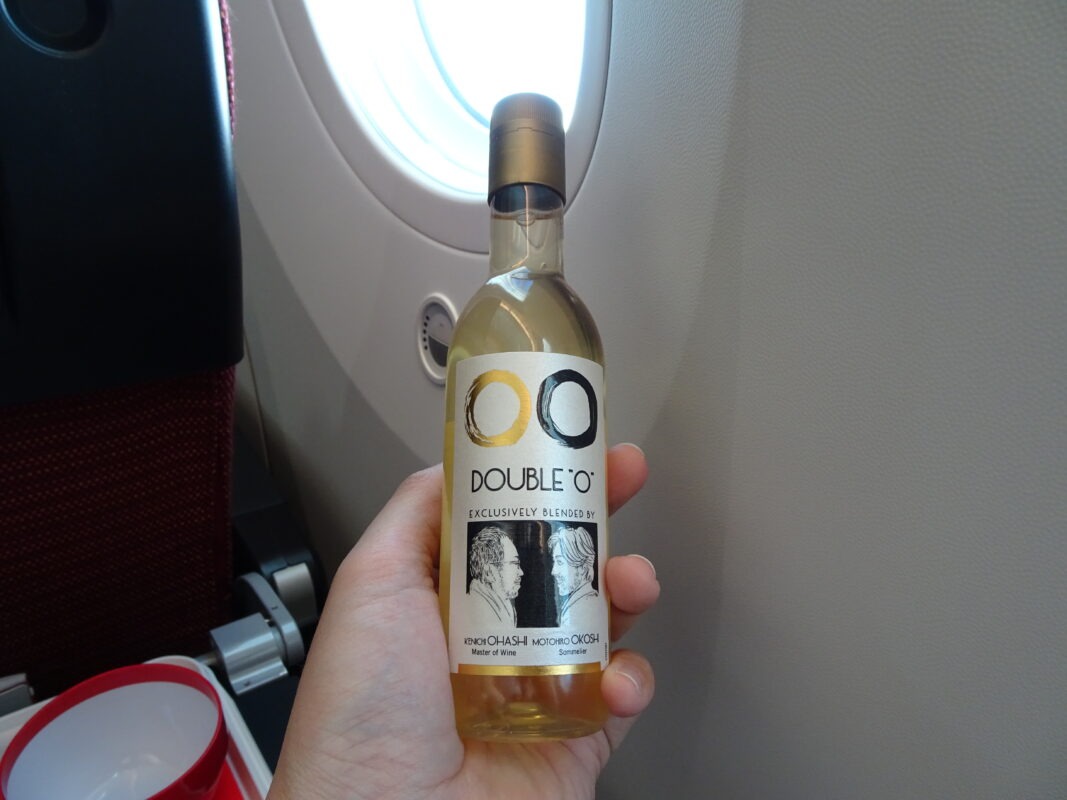 OO
DOUBLE "O"
EXCLUSIVELY BLENDED BY
KENICHI OHASHI MOTOHIRO OKOSHI
Master of Wine Sommelier